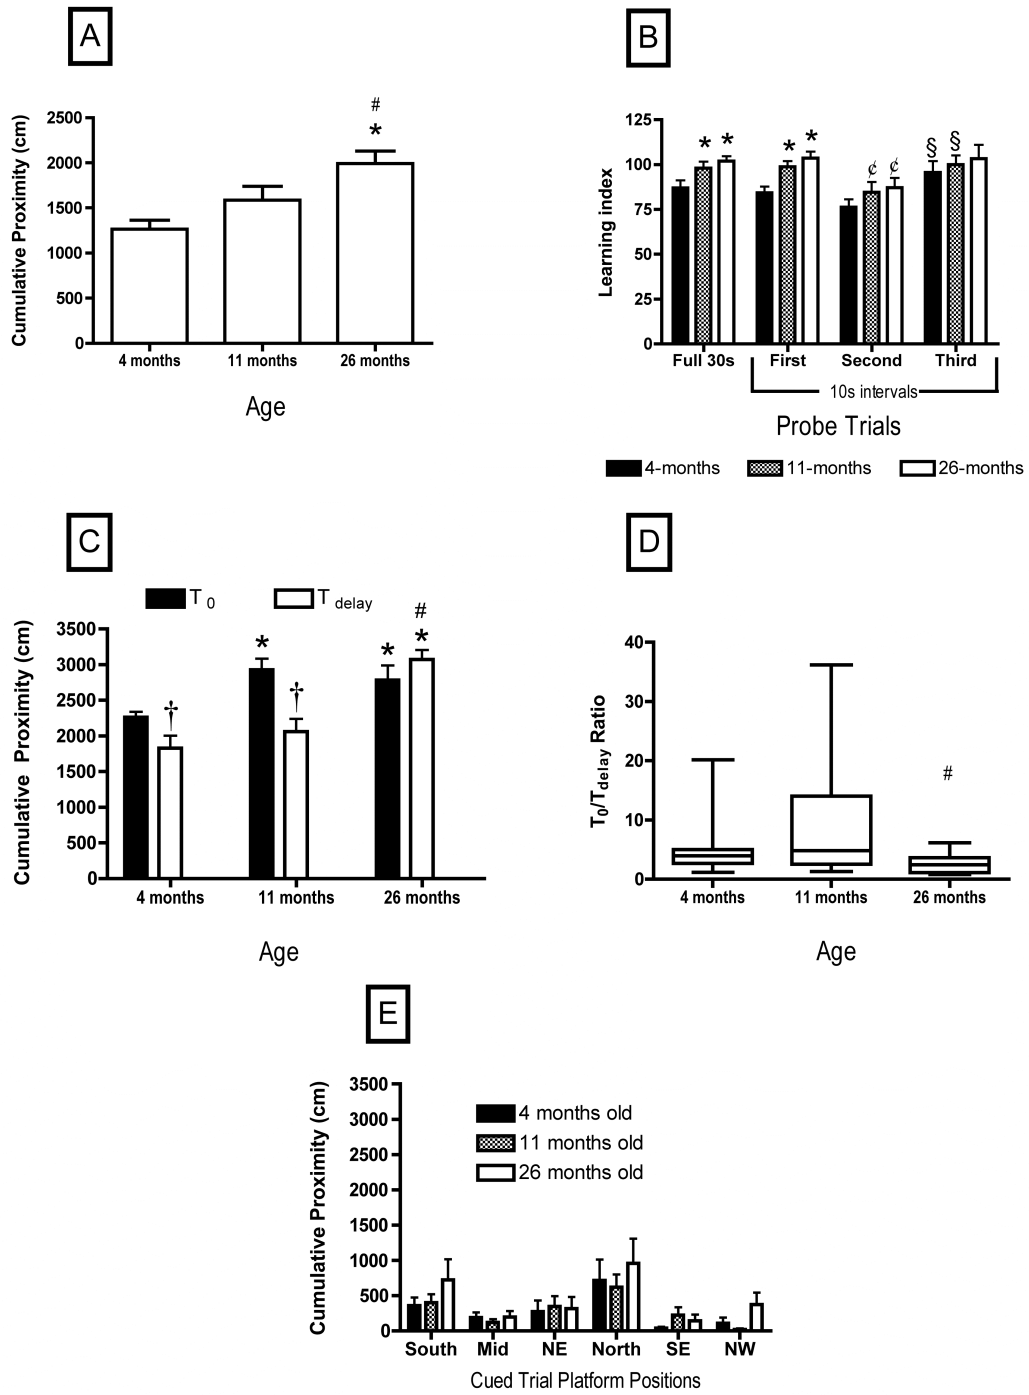 A
Cumulative Proximity (cm)
2500
2000
1500
1000
500
0
#
*
4 months
11 months
26 months
Age
B
Learning index
125
100
75
50
25
0
* *
* *
¢ ¢
§ §
Full 30s
First
Second
Third
10s intervals
Probe Trials
4-months
11-months
26-months
C
T 0
T delay
Cumulative Proximity (cm)
3500
3000
2500
2000
1500
1000
500
0
†
*
†
*
#
*
4 months
11 months
26 months
Age
D
T0/Tdelay Ratio
40
30
20
10
0
#
4 months
11 months
26 months
Age
E
Cumulative Proximity (cm)
3500
3000
2500
2000
1500
1000
500
0
4 months old
11 months old
26 months old
South
Mid
NE
North
SE
NW
Cued Trial Platform Positions